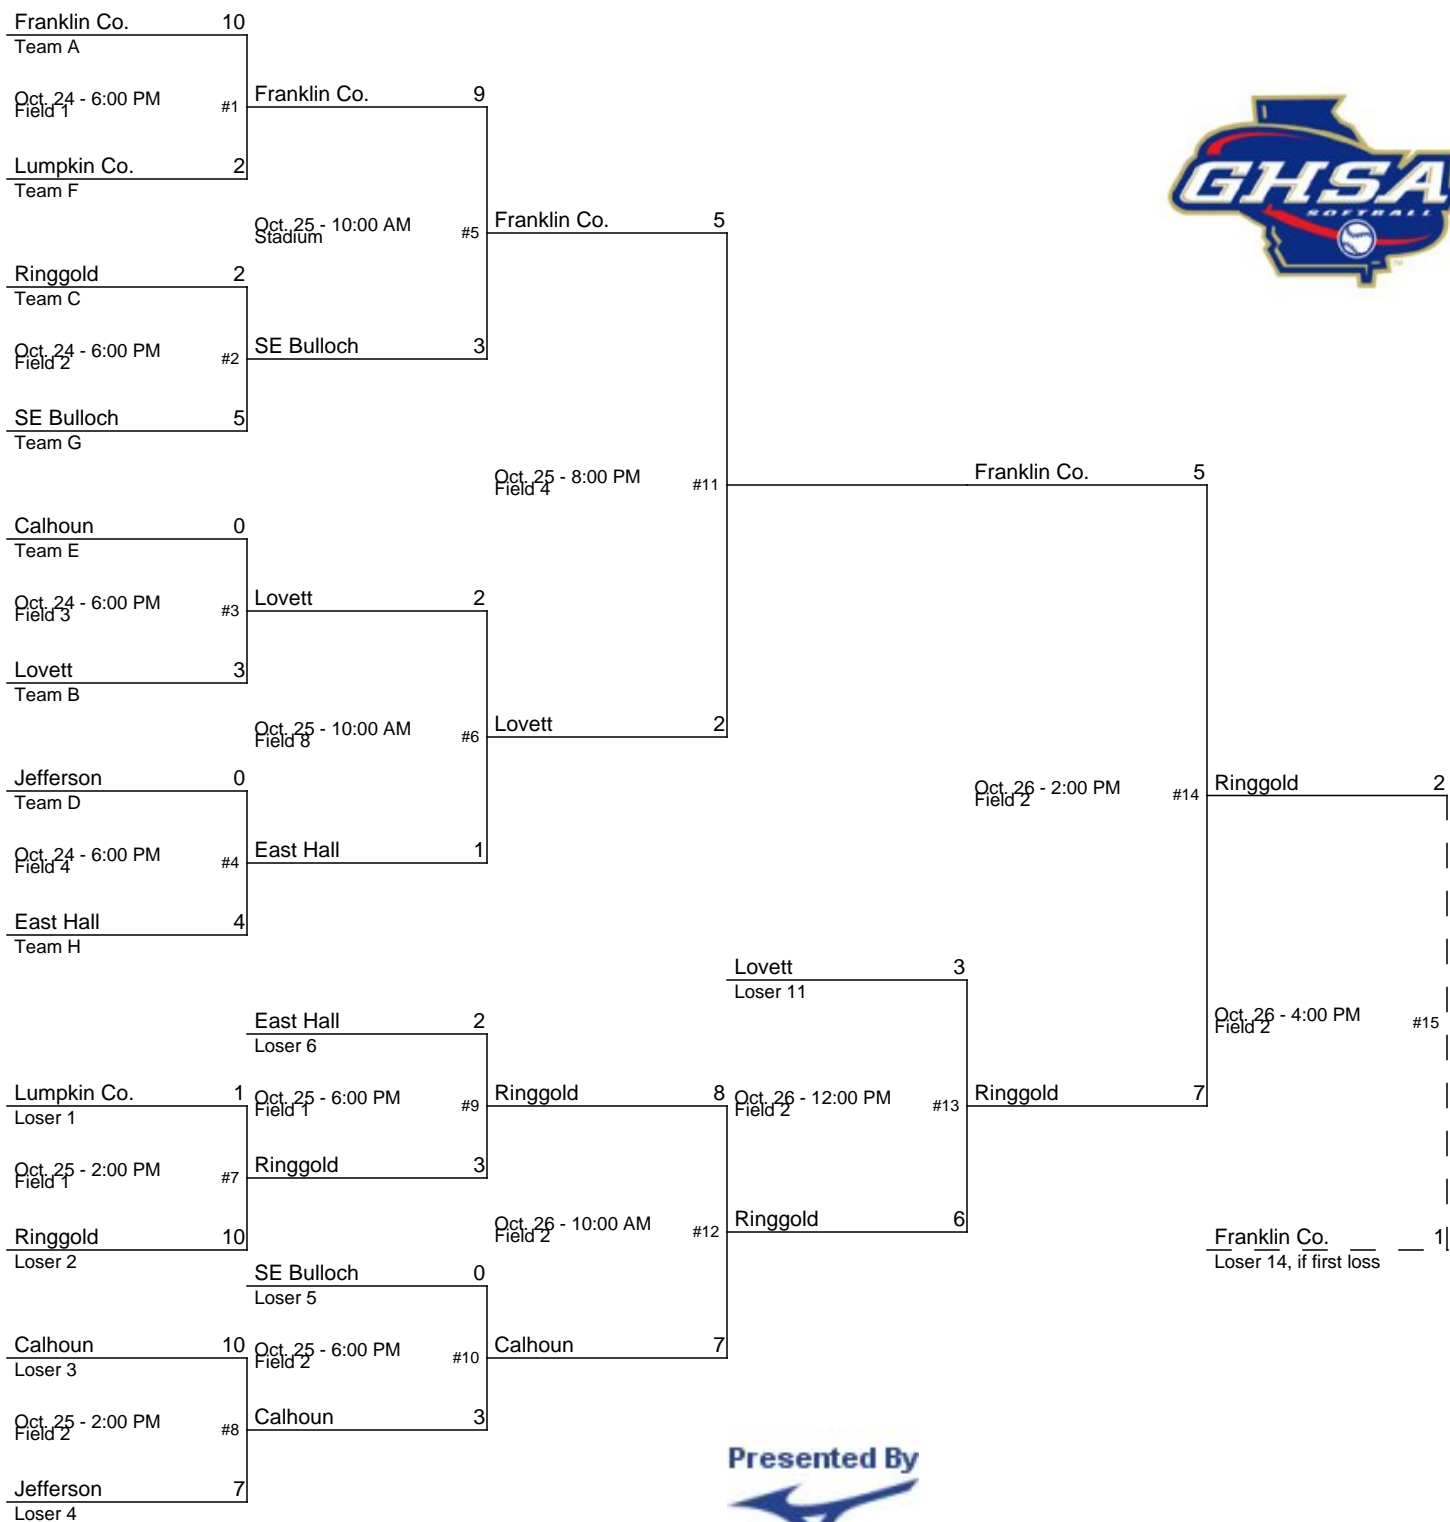 Franklin Co. 10
Team A
Oct. 24 - 6:00 PM
Field 1
#1
Franklin Co. 9
Lumpkin Co. 2
Team F
Oct. 25 - 10:00 AM
Stadium
#5
Franklin Co. 5
GHSA
SOFTBALL
TM
Ringgold 2
Team C
Oct. 24 - 6:00 PM
Field 2
#2
SE Bulloch 3
SE Bulloch 5
Team G
Oct. 25 - 8:00 PM
Field 4
#11
Franklin Co. 5
Calhoun 0
Team E
Oct. 24 - 6:00 PM
Field 3
#3
Lovett 2
Lovett 3
Team B
Oct. 25 - 10:00 AM
Field 8
#6
Lovett 2
Jefferson 0
Team D
Oct. 26 - 2:00 PM
Field 2
#14
Ringgold 2
Oct. 24 - 6:00 PM
Field 4
#4
East Hall 1
East Hall 4
Team H
Lovett 3
Loser 11
East Hall 2
Loser 6
Oct. 26 - 4:00 PM
Field 2
#15
Lumpkin Co. 1
Loser 1
Oct. 25 - 6:00 PM
Field 1
#9
Ringgold 8
Oct. 26 - 12:00 PM
Field 2
#13
Ringgold 7
Oct. 25 - 2:00 PM
Field 1
#7
Ringgold 3
Ringgold 10
Loser 2
Oct. 26 - 10:00 AM
Field 2
#12
Ringgold 6
Franklin Co. 1
Loser 14, if first loss
SE Bulloch 0
Loser 5
Calhoun 10
Loser 3
Oct. 25 - 6:00 PM
Field 2
#10
Calhoun 7
Oct. 25 - 2:00 PM
Field 2
#8
Calhoun 3
Jefferson 7
Loser 4
Presented By